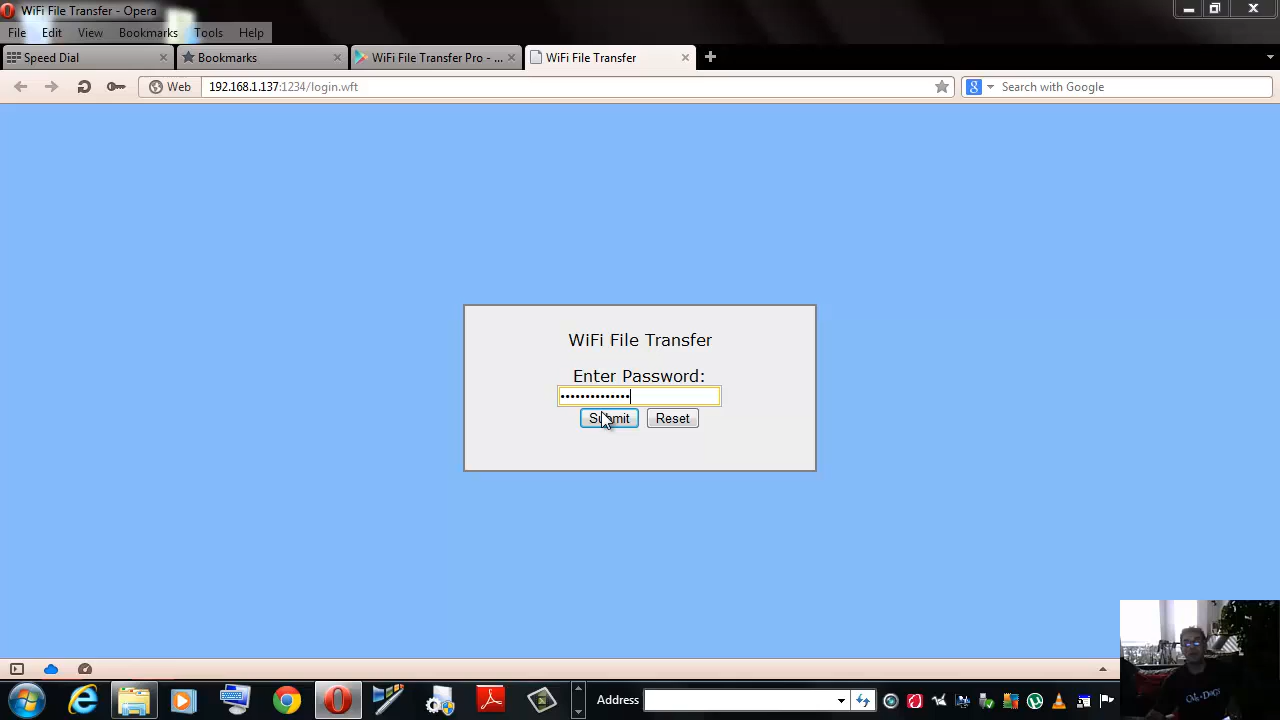 WiFi File Transfer - Opera
File Edit View Bookmarks Tools Help
Speed Dial
Bookmarks
WiFi File Transfer Pro - ...
WiFi File Transfer
Web
192.168.1.137:1234/login.wft
Search with Google
WiFi File Transfer
Enter Password:
••••••••••••••
Submit
Reset
Address